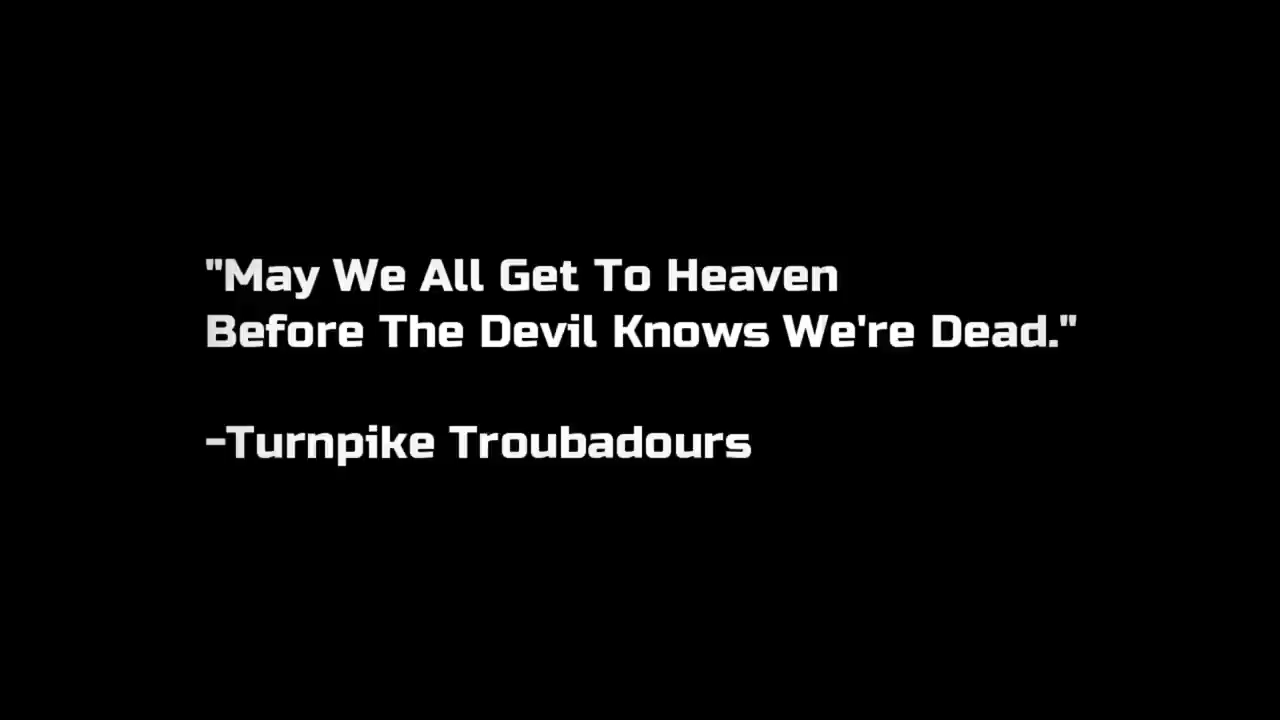 "May We All Get To Heaven
Before The Devil Knows We're Dead."
-Turnpike Troubadours